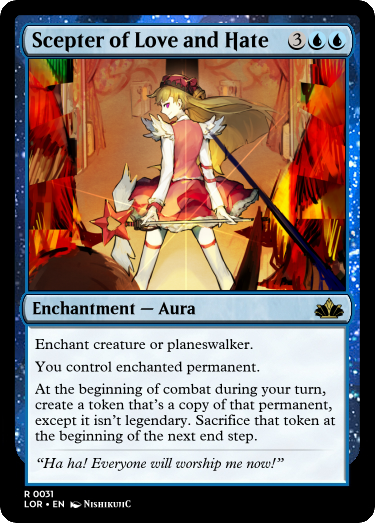 Scepter of Love and Hate 3
Enchantment — Aura
Enchant creature or planeswalker.
You control enchanted permanent.
At the beginning of combat during your turn,
create a token that's a copy of that permanent,
except it isn't legendary. Sacrifice that token at
the beginning of the next end step.
“Ha ha! Everyone will worship me now!”
R 0031
LOR • EN NishikujiC